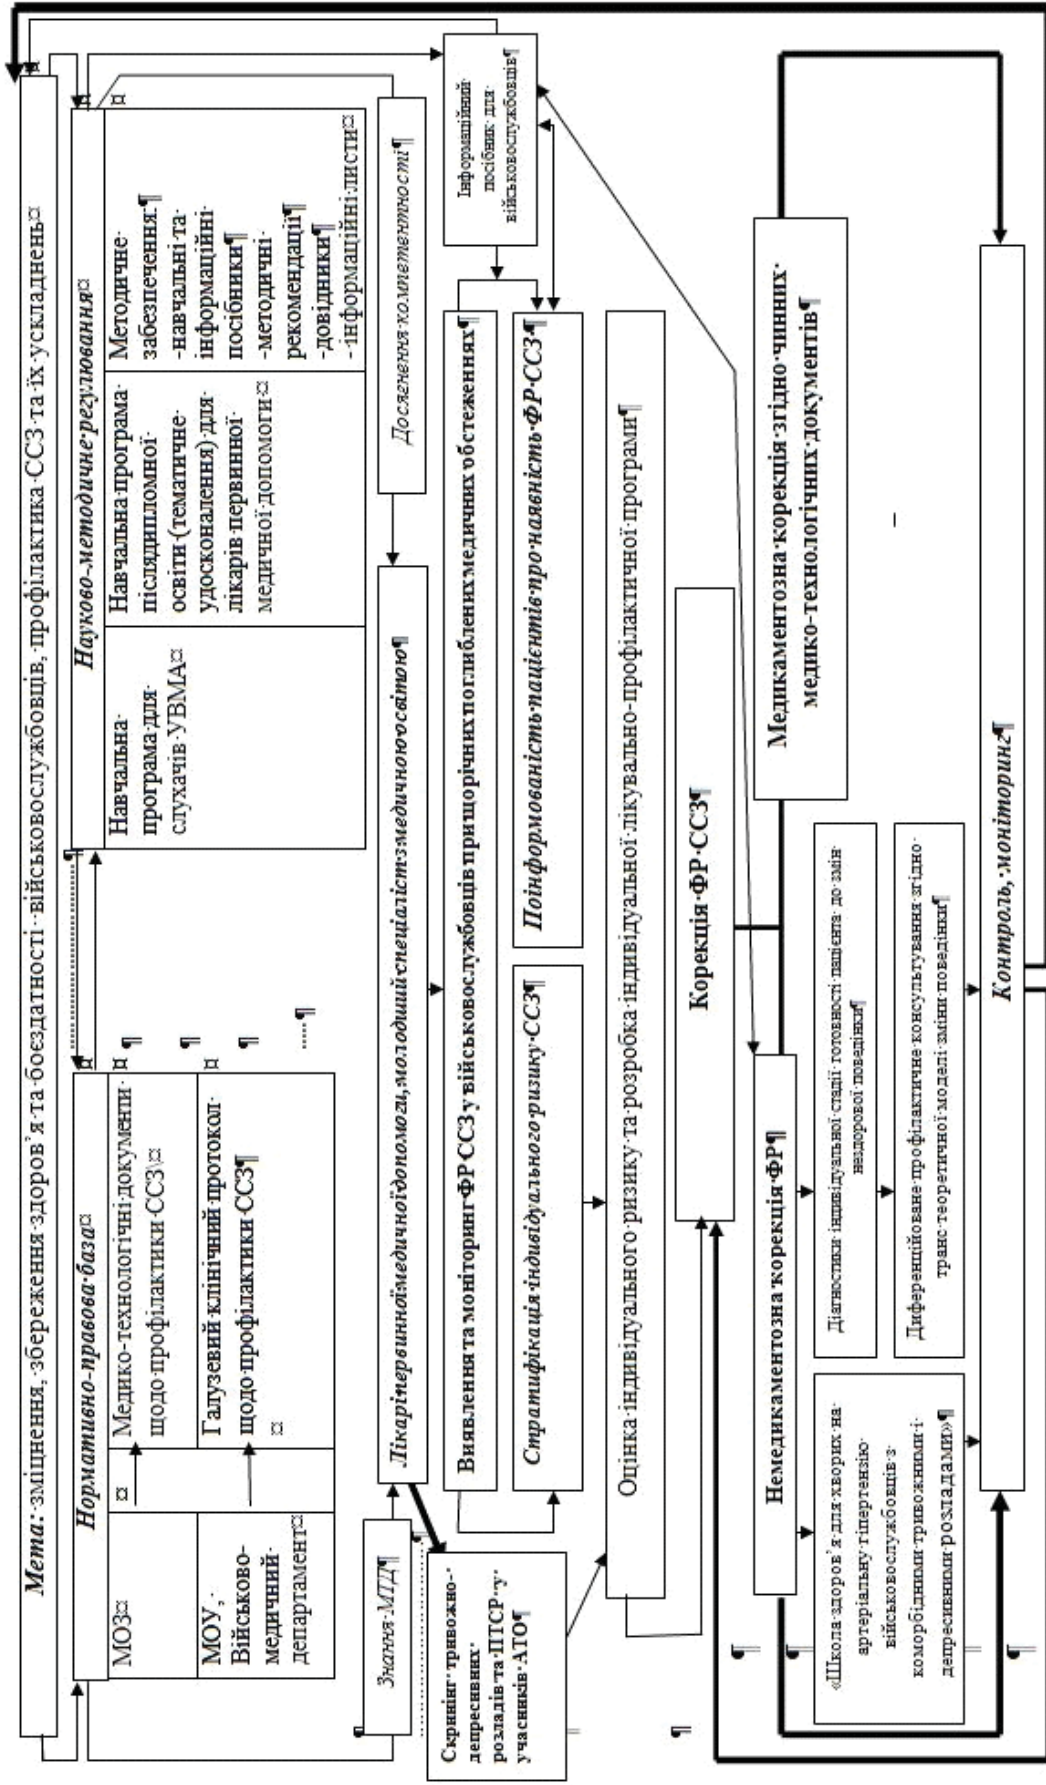 Мета: зміцнення, збереження здоров'я та боєздатності військовослужбовців, профілактика ССЗ та їх ускладнень
Нормативно-правова база
МОЗ
Медико-технологічні документи
щодо профілактики ССЗ
МОУ,
Військово-
медичний
департамент
Галузевий клінічний протокол
щодо профілактики ССЗ
Науково-методичне регулювання
Навчальна
програма для
слухачів УВМА
Навчальна програма
післядипломної
освіти (тематичне
удосконалення) для
лікарів первинної
медичної допомоги
Методичне
забезпечення:
-навчальні та
інформаційні
посібники
-методичні
рекомендації
-довідники
-інформаційні листи
Знання МТД
Лікарі первинної медичної допомоги, молодший спеціаліст з медичною освітою
Досягнення компетентності
Скринінг тривожно-
депресивних
розладів та ПТСР у
учасників АТО
Виявлення та моніторинг ФР ССЗ у військовослужбовців при щорічних поглиблених медичних обстеженнях
Інформаційний
посібник для
військовослужбовців
Стратифікація індивідуального ризику ССЗ
Поінформованість пацієнтів про наявність ФР ССЗ
Оцінка індивідуального ризику та розробка індивідуальної лікувально-профілактичної програми
Корекція ФР ССЗ
Немедикаментозна корекція ФР
Медикаментозна корекція згідно чинних
медико-технологічних документів
«Школа здоров'я для хворих на
артеріальну гіпертензію
військовослужбовців з
коморбідними тривожними і
депресивними розладами»
Діагностики індивідуальної стадії готовності пацієнта до змін
нездорової поведінки
Диференційоване профілактичне консультування згідно
транс теоретичної моделі зміни поведінки
Контроль, моніторинг